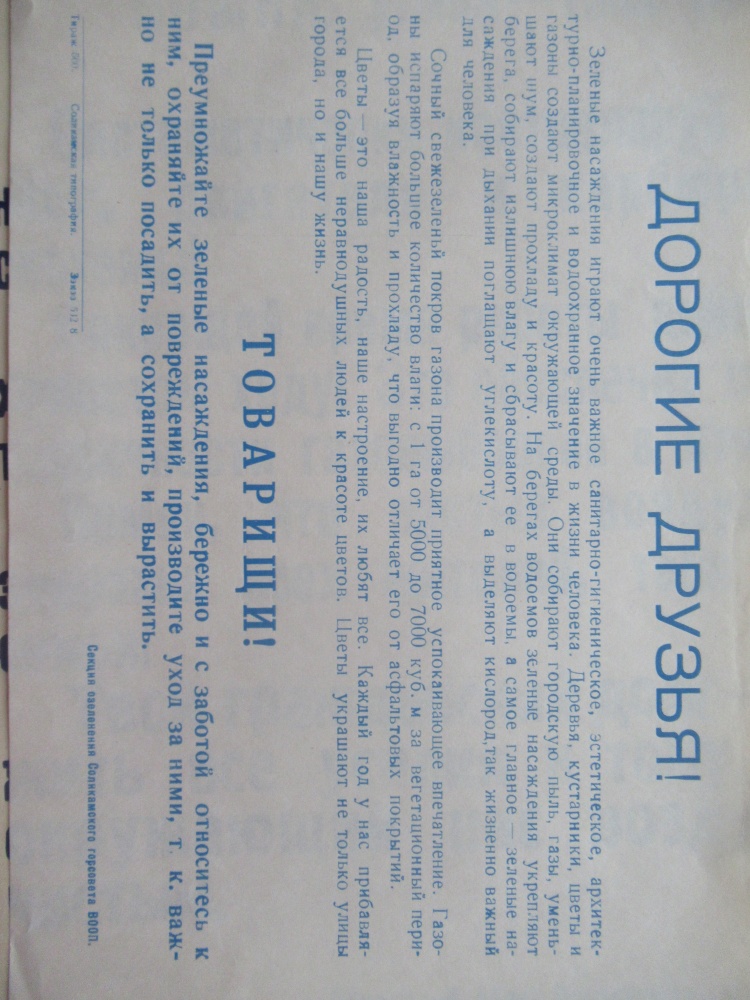 ДОРОГИЕ ДРУЗЬЯ!
Зеленые насаждения играют очень важное санитарно-гигиеническое, эстетическое, архитек-
турно-планировочное и водоохранное значение в жизни человека. Деревья, кустарники, цветы и
газоны создают микроклимат окружающей среды. Они собирают городскую пыль, газы, умень-
шают шум, создают прохладу и красоту. На берегах водоемов зеленые насаждения укрепляют
берега, собирают излишнюю влагу и сбрасывают ее в водоемы, а самое главное — зеленые на-
саждения при дыхании поглащают углекислоту, а выделяют кислород,так жизненно важный
для человека.
Сочный свежезеленый покров газона производит приятное успокаивающее впечатление. Газо-
ны испаряют большое количество влаги: с 1 га от 5000 до 7000 куб. м за вегетационный пери-
од, образуя влажность и прохладу, что выгодно отличает его от асфальтовых покрытий.
Цветы — это наша радость, наше настроение, их любят все. Каждый год у нас прибавля-
ется все больше неравнодушных людей к красоте цветов. Цветы украшают не только улицы
города, но и нашу жизнь.
ТОВАРИЩИ!
Преумножайте зеленые насаждения, бережно и с заботой относитесь к
ним, охраняйте их от повреждений, производите уход за ними, т. к. важ-
но не только посадить, а сохранить и вырастить.
Секция озеленения Соликамского горсовета ВООП.
Тираж Соликамская типография. Заказ